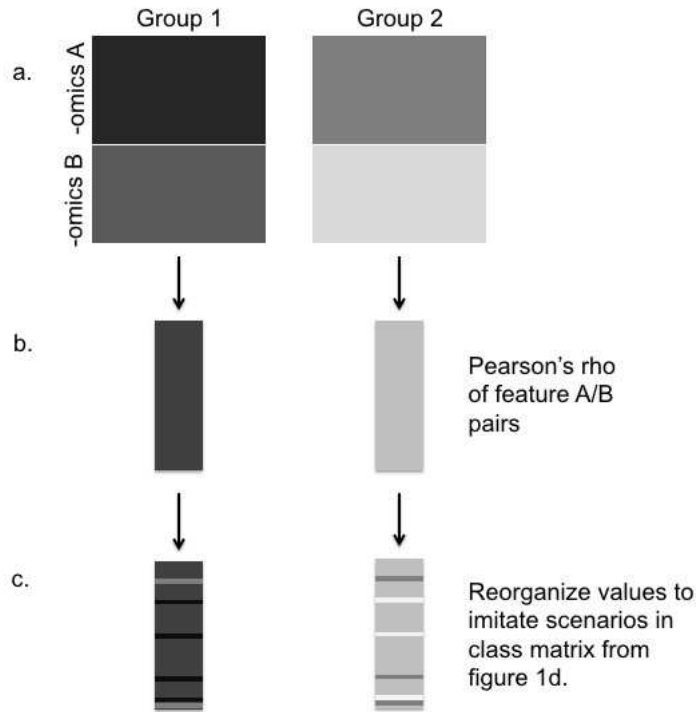 Group 1
Group 2
a.
-omics A
-omics B
b.
Pearson's rho
of feature A/B
pairs
c.
Reorganize values to
imitate scenarios in
class matrix from
figure 1d.